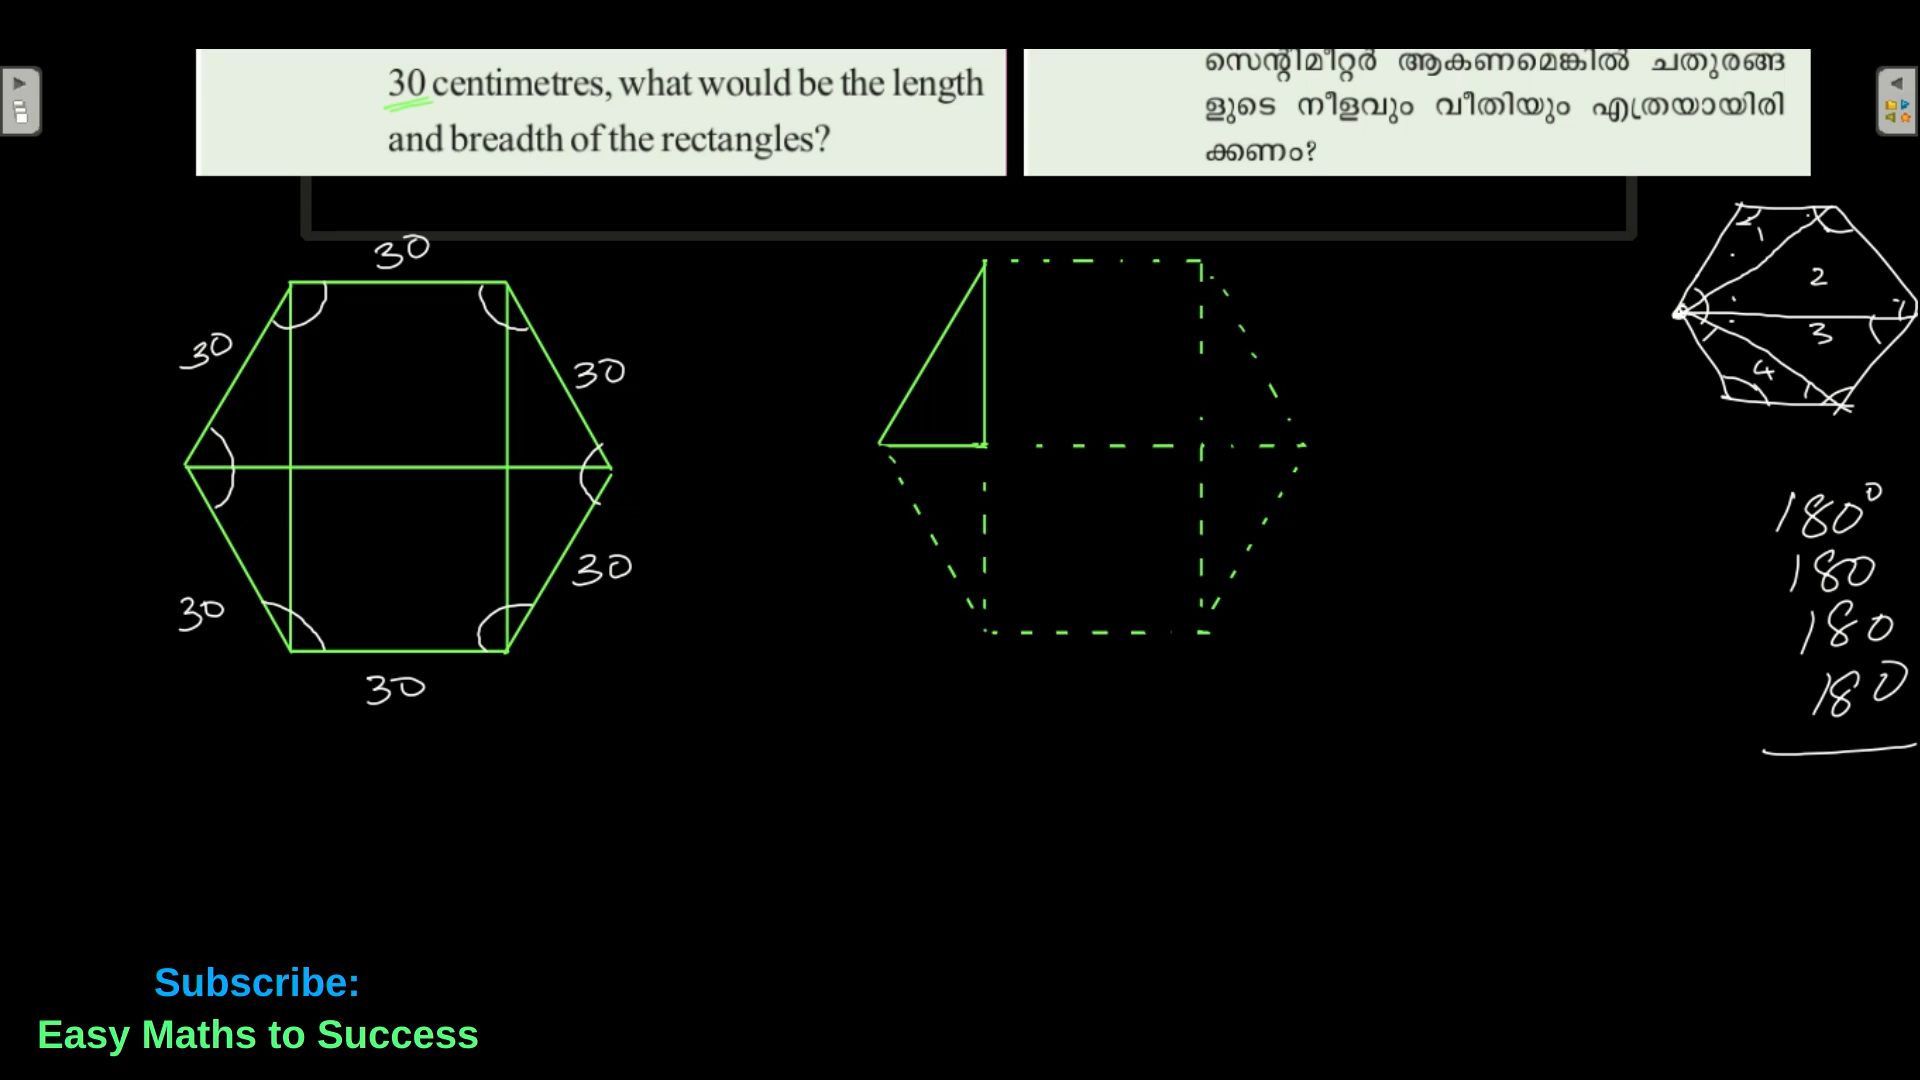 30 centimetres, what would be the length
and breadth of the rectangles?
സെന്റിമീറ്റർ ആകണമെങ്കിൽ ചതുരങ്ങ
ളുടെ നീളവും വീതിയും എത്രയായിരി
ക്കണം?
30
30
30
30
30
30
1
2
3
4
180°
180
180
180
Subscribe:
Easy Maths to Success